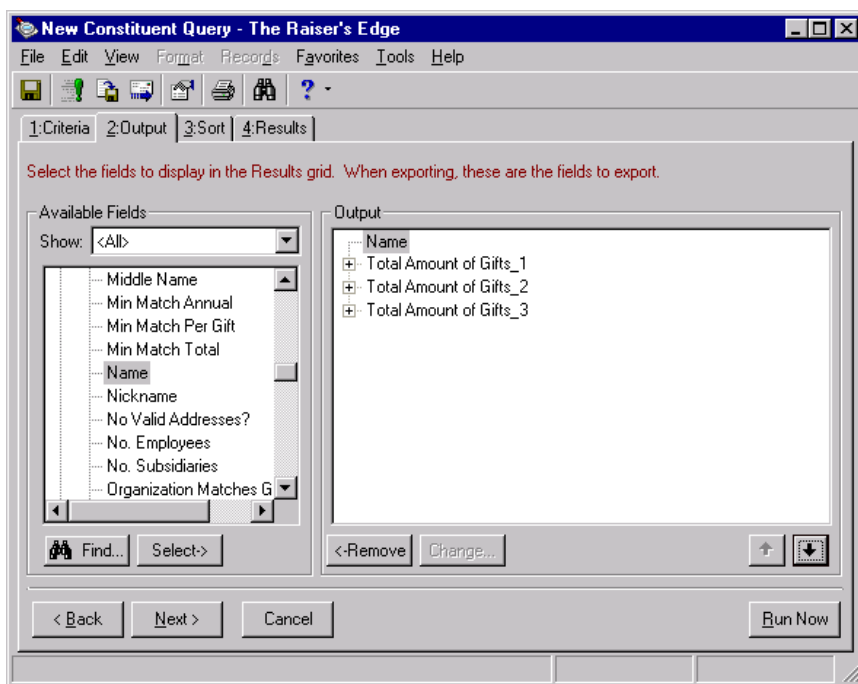 New Constituent Query - The Raiser's Edge
File Edit View Format Records Favorites Tools Help
?
1:Criteria 2:Output 3:Sort 4:Results
Select the fields to display in the Results grid. When exporting, these are the fields to export.
Available Fields
Show: <All>
Middle Name
Min Match Annual
Min Match Per Gift
Min Match Total
Name
Nickname
No Valid Addresses?
No. Employees
No. Subsidiaries
Organization Matches G
Find... Select->
Output
Name
Total Amount of Gifts_1
Total Amount of Gifts_2
Total Amount of Gifts_3
<-Remove Change...
< Back Next > Cancel Run Now